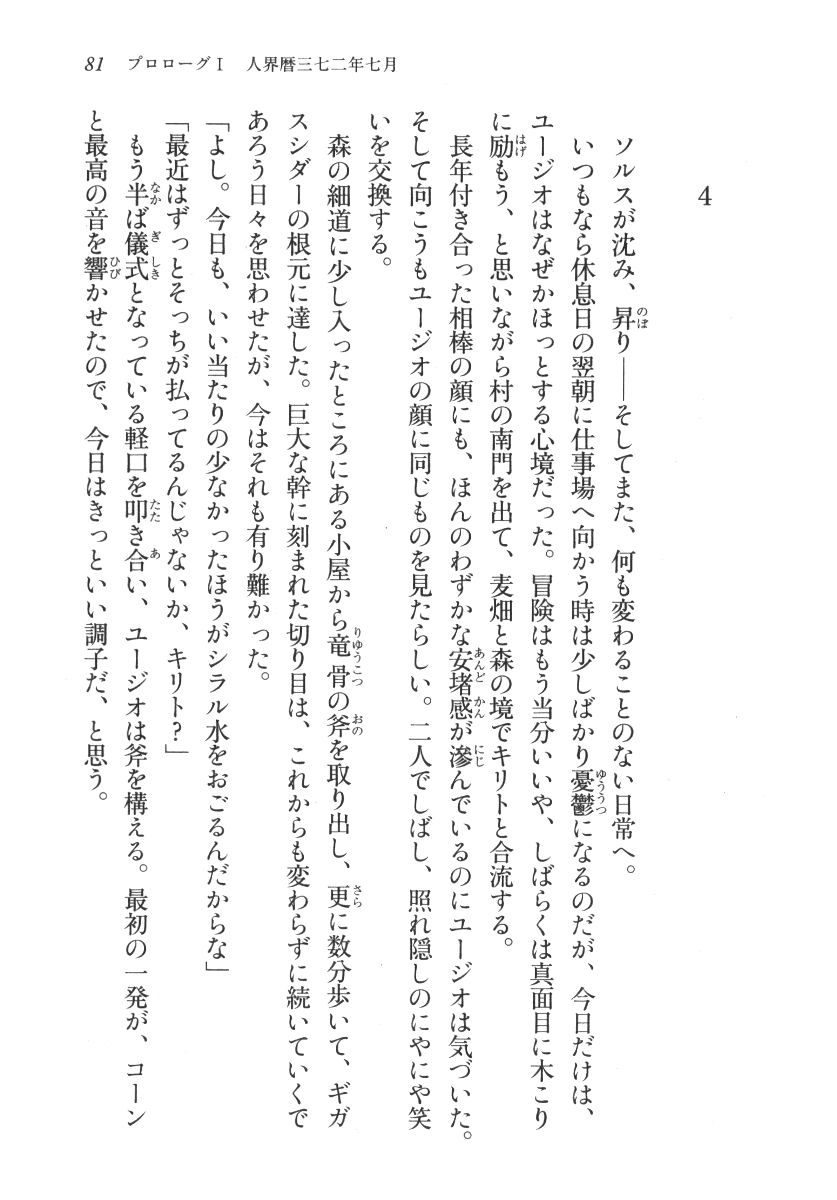 81 プロローグⅠ 人界暦三七二年七月
4
ソルスが沈み、昇り――そしてまた、何も変わることのない日常へ。
いつもなら休息日の翌朝に仕事場へ向かう時は少しばかり憂鬱になるのだが、今日だけは、
ユージオはなぜかほっとする心境だった。冒険はもう当分いいや、しばらくは真面目に木こり
に励もう、と思いながら村の南門を出て、麦畑と森の境でキリトと合流する。
長年付き合った相棒の顔にも、ほんのわずかな安堵感が滲んでいるのにユージオは気づいた。
そして向こうもユージオの顔に同じものを見たらしい。二人でしばし、照れ隠しのにやにや笑
いを交換する。
森の細道に少し入ったところにある小屋から竜骨の斧を取り出し、更に数分歩いて、ギガ
スシダーの根元に達した。巨大な幹に刻まれた切り目は、これからも変わらずに続いていくで
あろう日々を思わせたが、今はそれも有り難かった。
「よし。今日も、いい当たりの少なかったほうがシラル水をおごるんだからな」
「最近はずっとそっちが払ってるんじゃないか、キリト？」
もう半ば儀式となっている軽口を叩き合い、ユージオは斧を構える。最初の一発が、コーン
と最高の音を響かせたので、今日はきっといい調子だ、と思う。